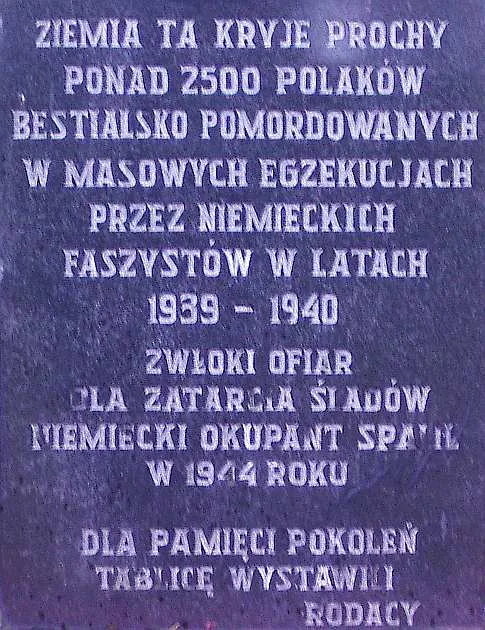 ZIEMIA TA KRYJE PROCHY
PONAD 2500 POLAKÓW
BESTIALSKO POMORDOWANYCH
W MASOWYCH EGZEKUCJACH
PRZEZ NIEMIECKICH
FASZYSTÓW W LATACH
1939 - 1940
ZWŁOKI OFIAR
DLA ZATARCIA ŚLADÓW
NIEMIECKI OKUPANT SPALIŁ
W 1944 ROKU
DLA PAMIĘCI POKOLEŃ
TABLICĘ WYSTAWILI
RODACY